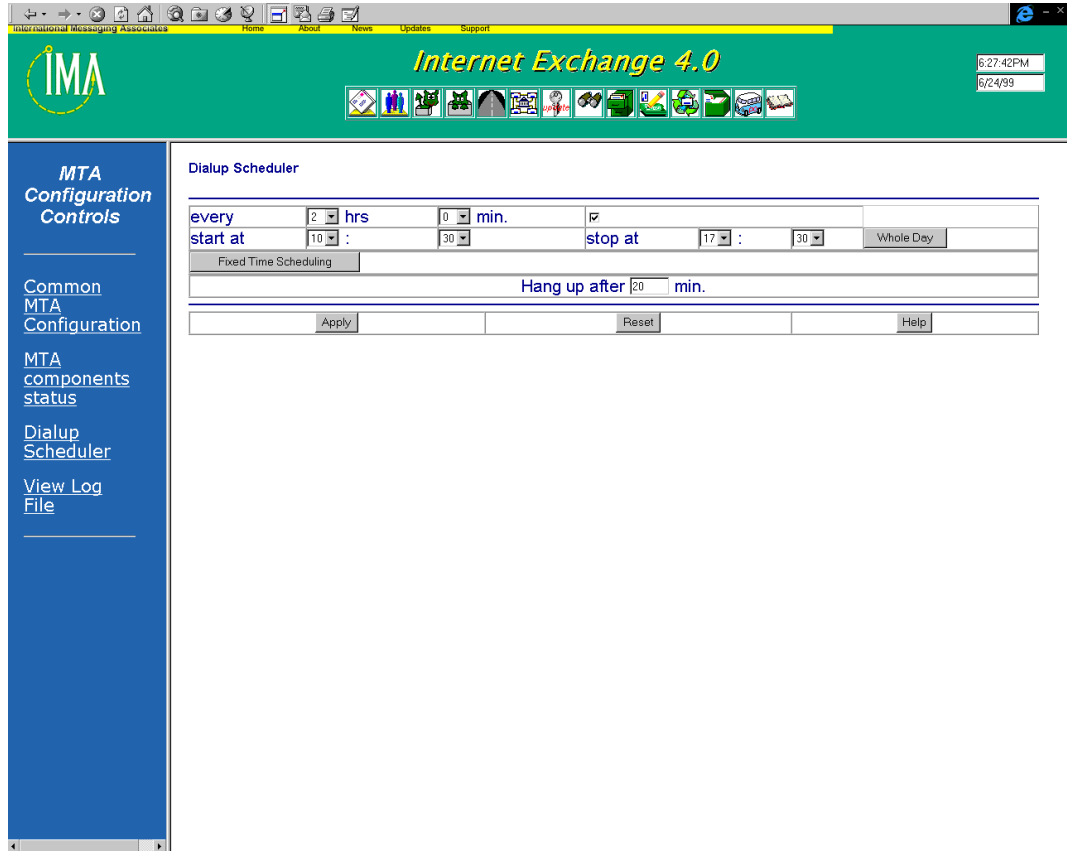 International Messaging Associates Home About News Updates Support
IMA
Internet Exchange 4.0
6:27:42PM
6/24/99
update
MTA
Configuration
Controls
Common
MTA
Configuration
MTA
components
status
Dialup
Scheduler
View Log
File
Dialup Scheduler
every 2 hrs 0 min.
start at 10 : 30 stop at 17 : 30 Whole Day
Fixed Time Scheduling
Hang up after 20 min.
Apply Reset Help